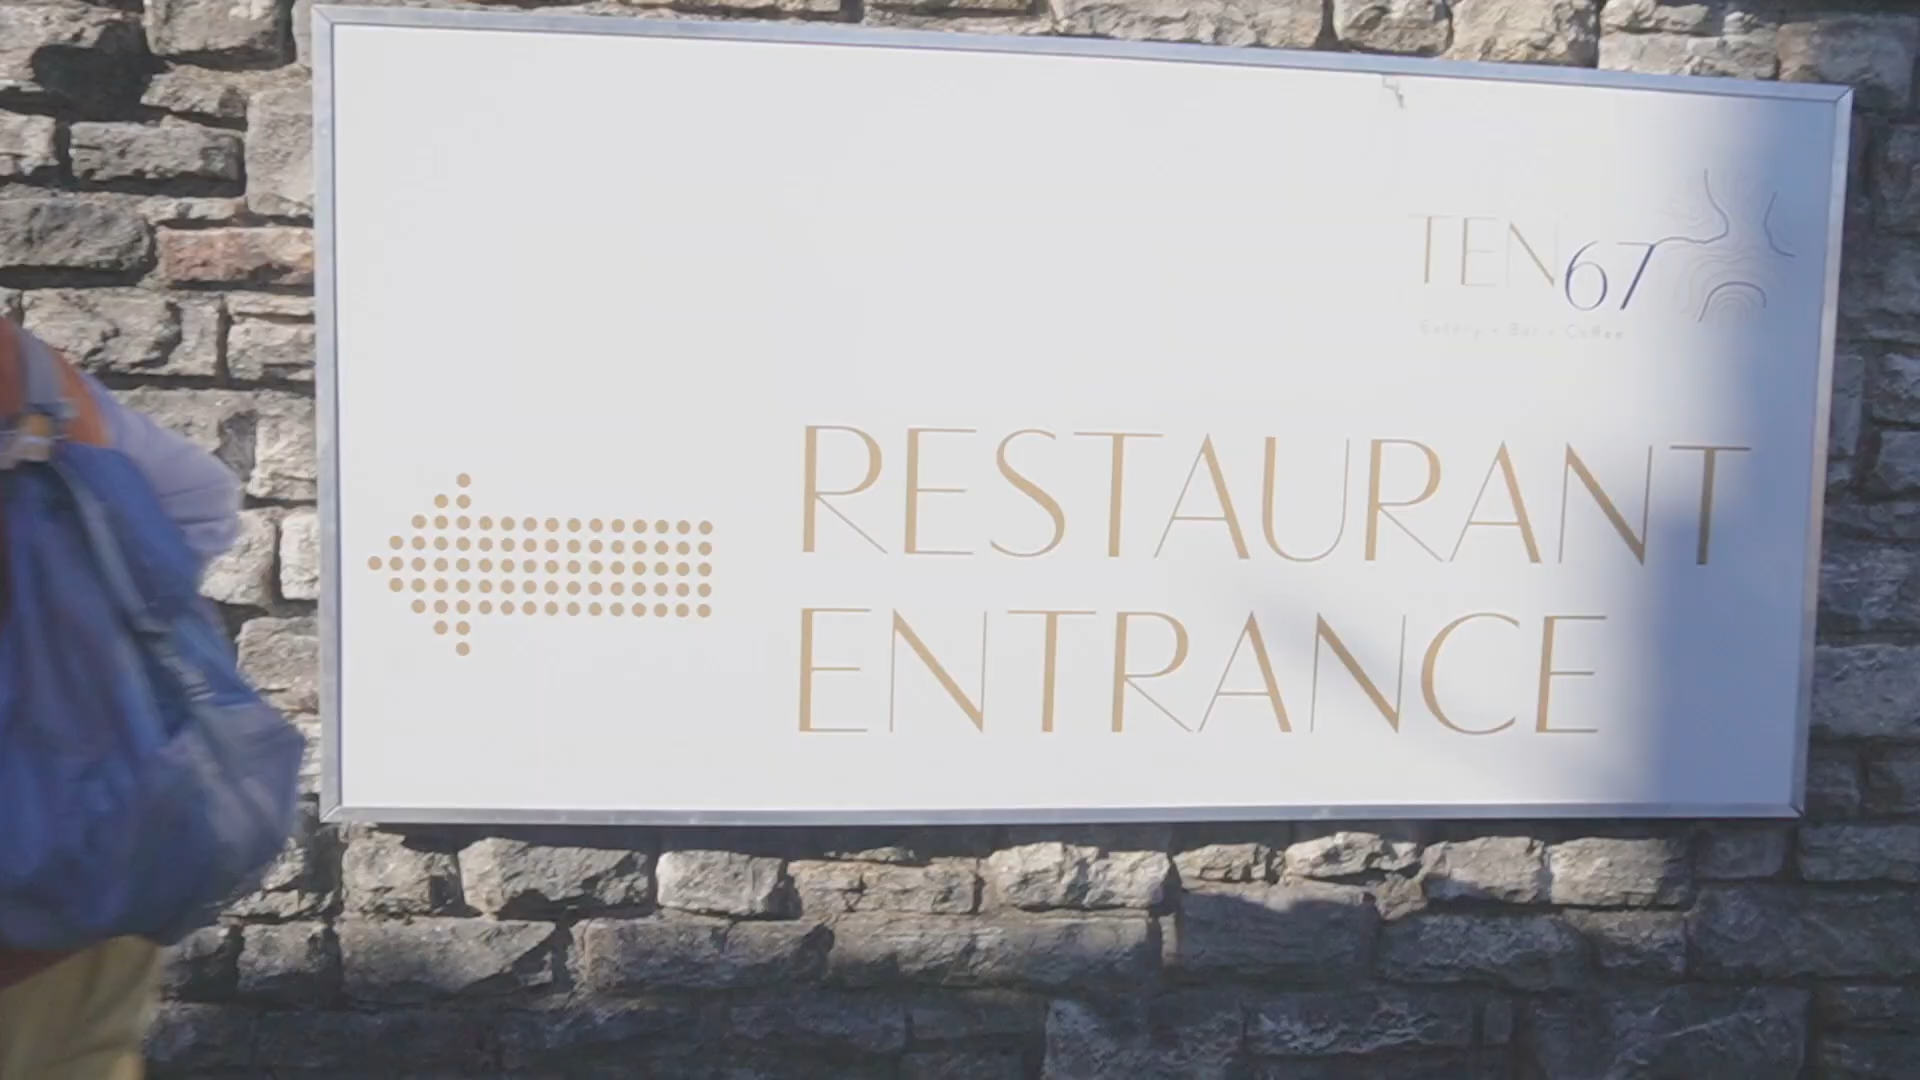 TEN67
Eatery • Bar • Coffee
RESTAURANT
ENTRANCE